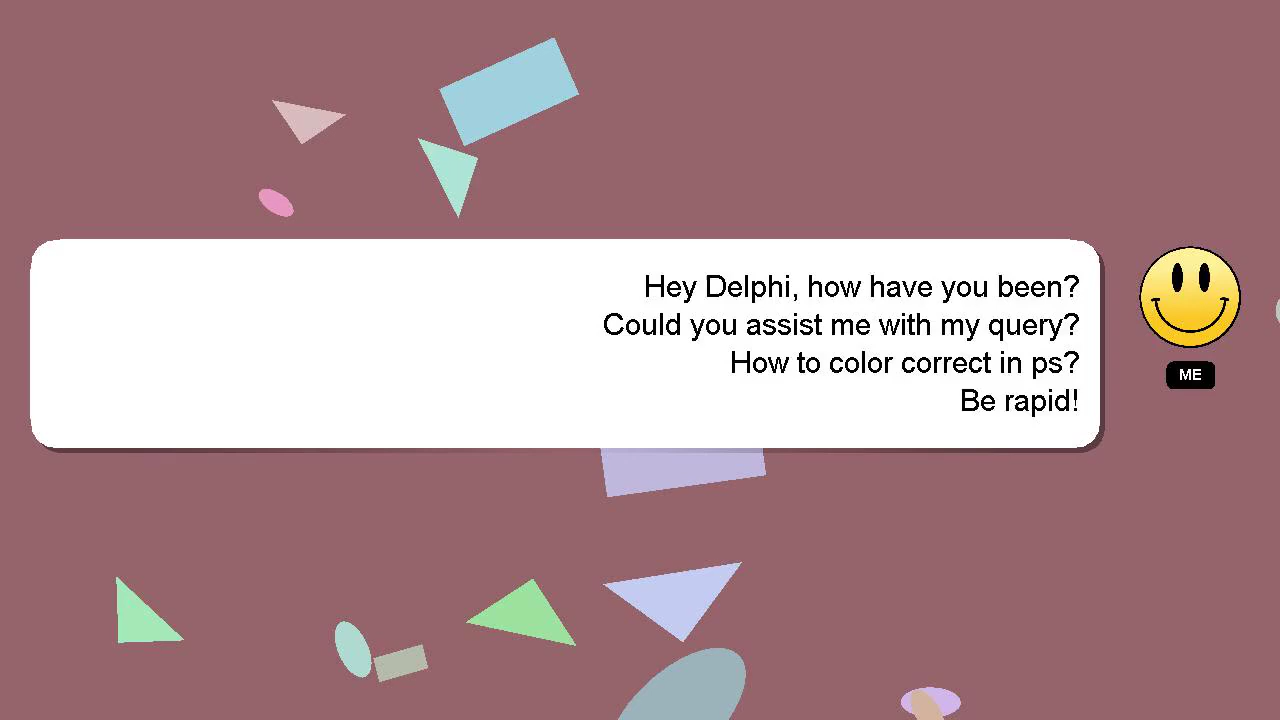 Hey Delphi, how have you been?
Could you assist me with my query?
How to color correct in ps?
Be rapid!
ME